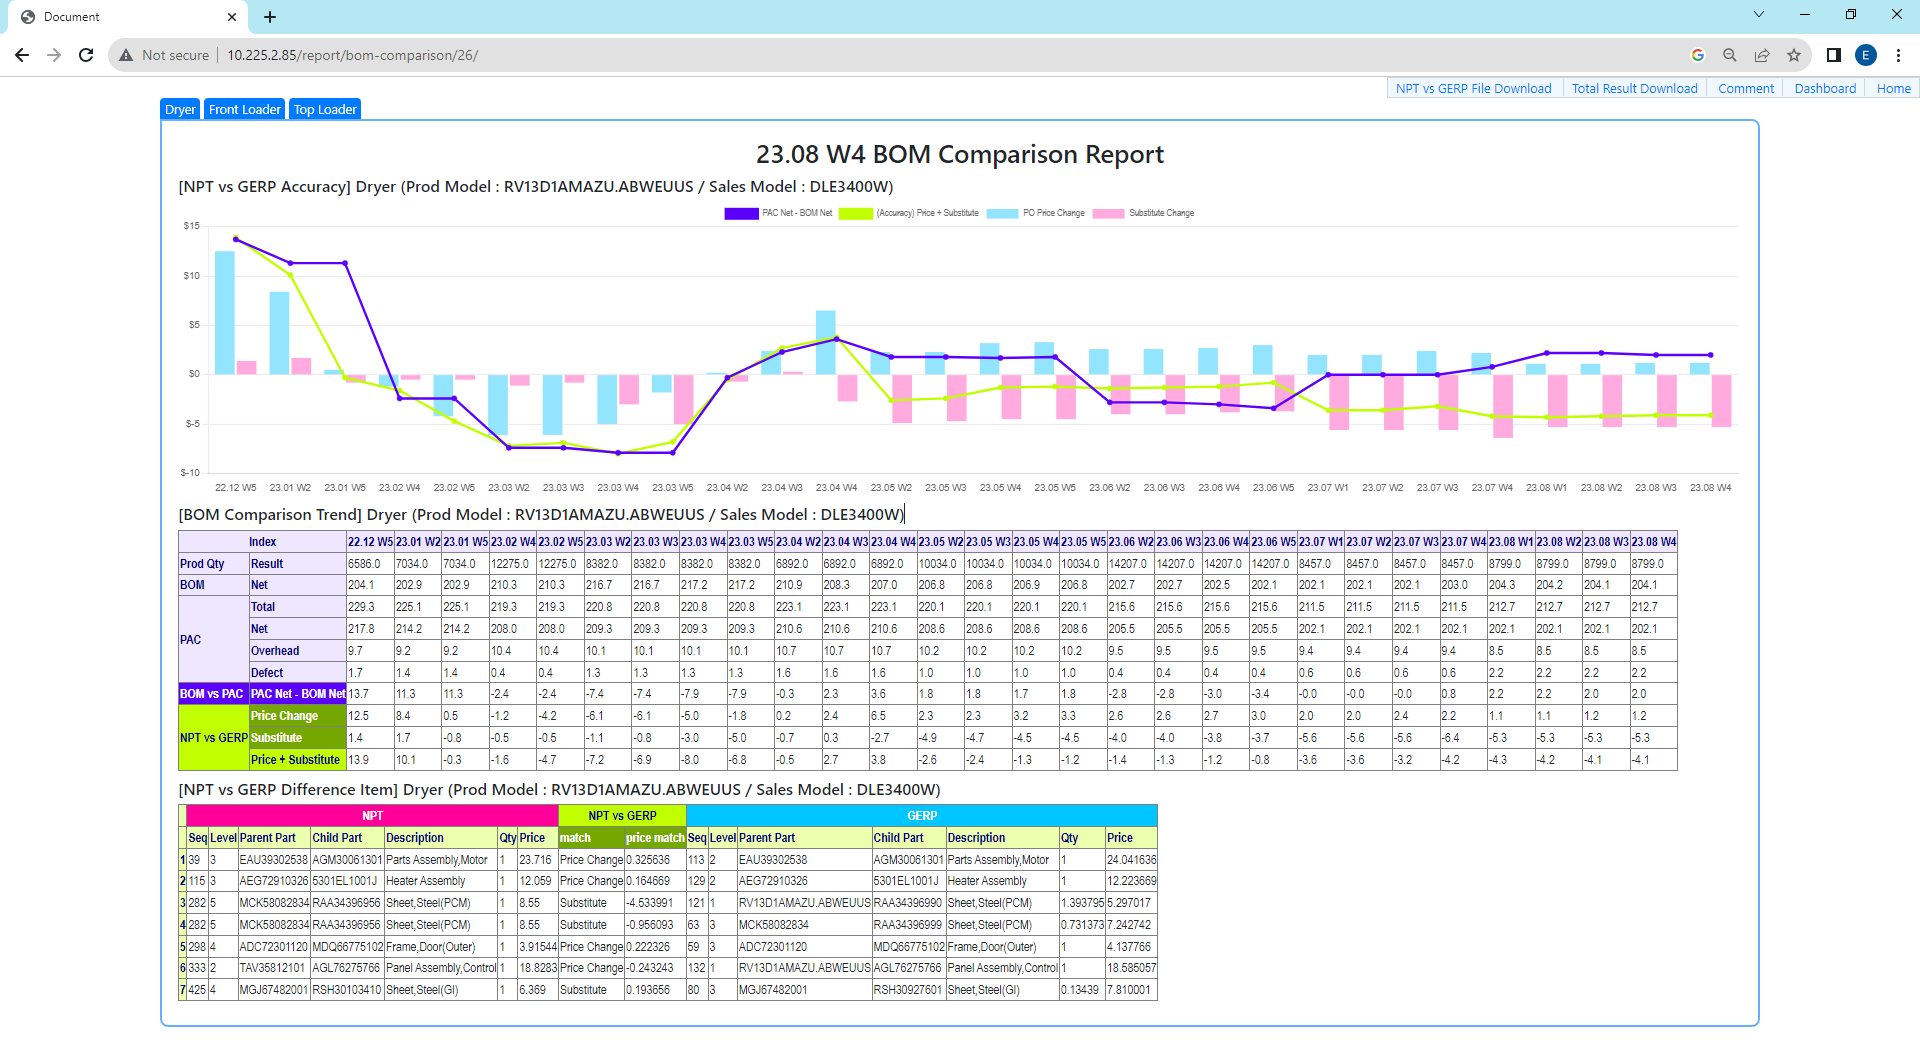 Document
Not secure 10.225.2.85/report/bom-comparison/26/
E
NPT vs GERP File Download Total Result Download Comment Dashboard Home
Dryer Front Loader Top Loader
23.08 W4 BOM Comparison Report
[NPT vs GERP Accuracy] Dryer (Prod Model : RV13D1AMAZU.ABWEUUS / Sales Model : DLE3400W)
PAC Net - BOM Net (Accuracy) Price + Substitute PO Price Change Substitute Change
$15
$10
$5
$0
$-5
$-10
22.12 W5 23.01 W2 23.01 W5 23.02 W4 23.02 W5 23.03 W2 23.03 W3 23.03 W4 23.03 W5 23.04 W2 23.04 W3 23.04 W4 23.05 W2 23.05 W3 23.05 W4 23.05 W5 23.06 W2 23.06 W3 23.06 W4 23.06 W5 23.07 W1 23.07 W2 23.07 W3 23.07 W4 23.08 W1 23.08 W2 23.08 W3 23.08 W4
[BOM Comparison Trend] Dryer (Prod Model : RV13D1AMAZU.ABWEUUS / Sales Model : DLE3400W)
Index 22.12 W5 23.01 W2 23.01 W5 23.02 W4 23.02 W5 23.03 W2 23.03 W3 23.03 W4 23.03 W5 23.04 W2 23.04 W3 23.04 W4 23.05 W2 23.05 W3 23.05 W4 23.05 W5 23.06 W2 23.06 W3 23.06 W4 23.06 W5 23.07 W1 23.07 W2 23.07 W3 23.07 W4 23.08 W1 23.08 W2 23.08 W3 23.08 W4
Prod Qty Result 6586.0 7034.0 7034.0 12275.0 12275.0 8382.0 8382.0 8382.0 8382.0 6892.0 6892.0 6892.0 10034.0 10034.0 10034.0 10034.0 14207.0 14207.0 14207.0 14207.0 8457.0 8457.0 8457.0 8457.0 8799.0 8799.0 8799.0 8799.0
BOM Net 204.1 202.9 202.9 210.3 210.3 216.7 216.7 217.2 217.2 210.9 208.3 207.0 206.8 206.8 206.9 206.8 202.7 202.7 202.5 202.1 202.1 202.1 202.1 203.0 204.3 204.2 204.1 204.1
PAC Total 229.3 225.1 225.1 219.3 219.3 220.8 220.8 220.8 220.8 223.1 223.1 223.1 220.1 220.1 220.1 220.1 215.6 215.6 215.6 215.6 211.5 211.5 211.5 211.5 212.7 212.7 212.7 212.7
Net 217.8 214.2 214.2 208.0 208.0 209.3 209.3 209.3 209.3 210.6 210.6 210.6 208.6 208.6 208.6 208.6 205.5 205.5 205.5 205.5 202.1 202.1 202.1 202.1 202.1 202.1 202.1 202.1
Overhead 9.7 9.2 9.2 10.4 10.4 10.1 10.1 10.1 10.1 10.7 10.7 10.7 10.2 10.2 10.2 10.2 9.5 9.5 9.5 9.5 9.4 9.4 9.4 9.4 8.5 8.5 8.5 8.5
Defect 1.7 1.4 1.4 0.4 0.4 1.3 1.3 1.3 1.3 1.6 1.6 1.6 1.0 1.0 1.0 1.0 0.4 0.4 0.4 0.4 0.6 0.6 0.6 0.6 2.2 2.2 2.2 2.2
BOM vs PAC PAC Net - BOM Net 13.7 11.3 11.3 -2.4 -2.4 -7.4 -7.4 -7.9 -7.9 -0.3 2.3 3.6 1.8 1.8 1.7 1.8 -2.8 -2.8 -3.0 -3.4 -0.0 -0.0 -0.0 0.8 2.2 2.2 2.0 2.0
NPT vs GERP Price Change 12.5 8.4 0.5 -1.2 -4.2 -6.1 -6.1 -5.0 -1.8 0.2 2.4 6.5 2.3 2.3 3.2 3.3 2.6 2.6 2.7 3.0 2.0 2.0 2.4 2.2 1.1 1.1 1.2 1.2
Substitute 1.4 1.7 -0.8 -0.5 -0.5 -1.1 -0.8 -3.0 -5.0 -0.7 0.3 -2.7 -4.9 -4.7 -4.5 -4.5 -4.0 -4.0 -3.8 -3.7 -5.6 -5.6 -5.6 -6.4 -5.3 -5.3 -5.3 -5.3
Price + Substitute 13.9 10.1 -0.3 -1.6 -4.7 -7.2 -6.9 -8.0 -6.8 -0.5 2.7 3.8 -2.6 -2.4 -1.3 -1.2 -1.4 -1.3 -1.2 -0.8 -3.6 -3.6 -3.2 -4.2 -4.3 -4.2 -4.1 -4.1
[NPT vs GERP Difference Item] Dryer (Prod Model : RV13D1AMAZU.ABWEUUS / Sales Model : DLE3400W)
NPT NPT vs GERP GERP
Seq Level Parent Part Child Part Description Qty Price match price match Seq Level Parent Part Child Part Description Qty Price
1 39 3 EAU39302538 AGM30061301 Parts Assembly,Motor 1 23.716 Price Change 0.325636 113 2 EAU39302538 AGM30061301 Parts Assembly,Motor 1 24.041636
2 115 3 AEG72910326 5301EL1001J Heater Assembly 1 12.059 Price Change 0.164669 129 2 AEG72910326 5301EL1001J Heater Assembly 1 12.223669
3 282 5 MCK58082834 RAA34396956 Sheet,Steel(PCM) 1 8.55 Substitute -4.533991 121 1 RV13D1AMAZU.ABWEUUS RAA34396990 Sheet,Steel(PCM) 1.393795 5.297017
4 282 5 MCK58082834 RAA34396956 Sheet,Steel(PCM) 1 8.55 Substitute -0.956093 63 3 MCK58082834 RAA34396999 Sheet,Steel(PCM) 0.731373 7.242742
5 298 4 ADC72301120 MDQ66775102 Frame,Door(Outer) 1 3.91544 Price Change 0.222326 59 3 ADC72301120 MDQ66775102 Frame,Door(Outer) 1 4.137766
6 333 2 TAV35812101 AGL76275766 Panel Assembly,Control 1 18.8283 Price Change -0.243243 132 1 RV13D1AMAZU.ABWEUUS AGL76275766 Panel Assembly,Control 1 18.585057
7 425 4 MGJ67482001 RSH30103410 Sheet,Steel(GI) 1 6.369 Substitute 0.193656 80 3 MGJ67482001 RSH30927601 Sheet,Steel(GI) 0.13439 7.810001